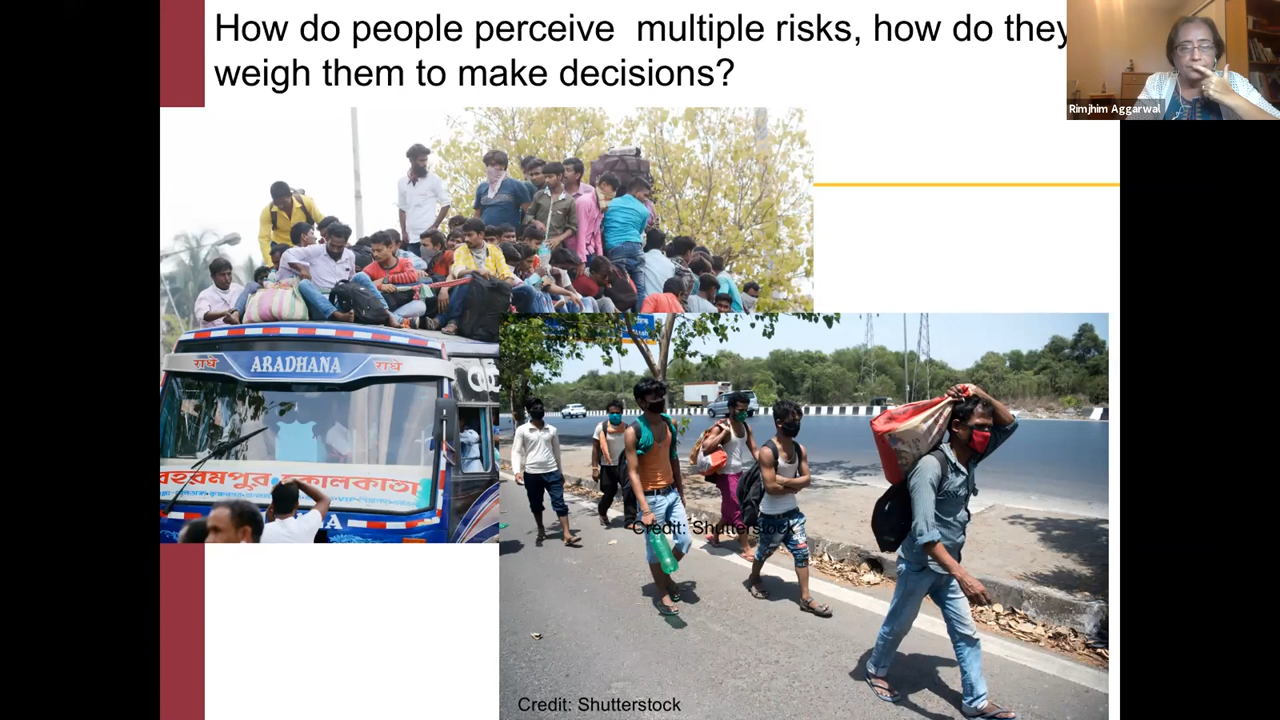 How do people perceive multiple risks, how do they
weigh them to make decisions?
Rimjhim Aggarwal
राधे ARADHANA राधे
বহরমপুর কোলকাতা
Credit: Shutterstock
Credit: Shutterstock